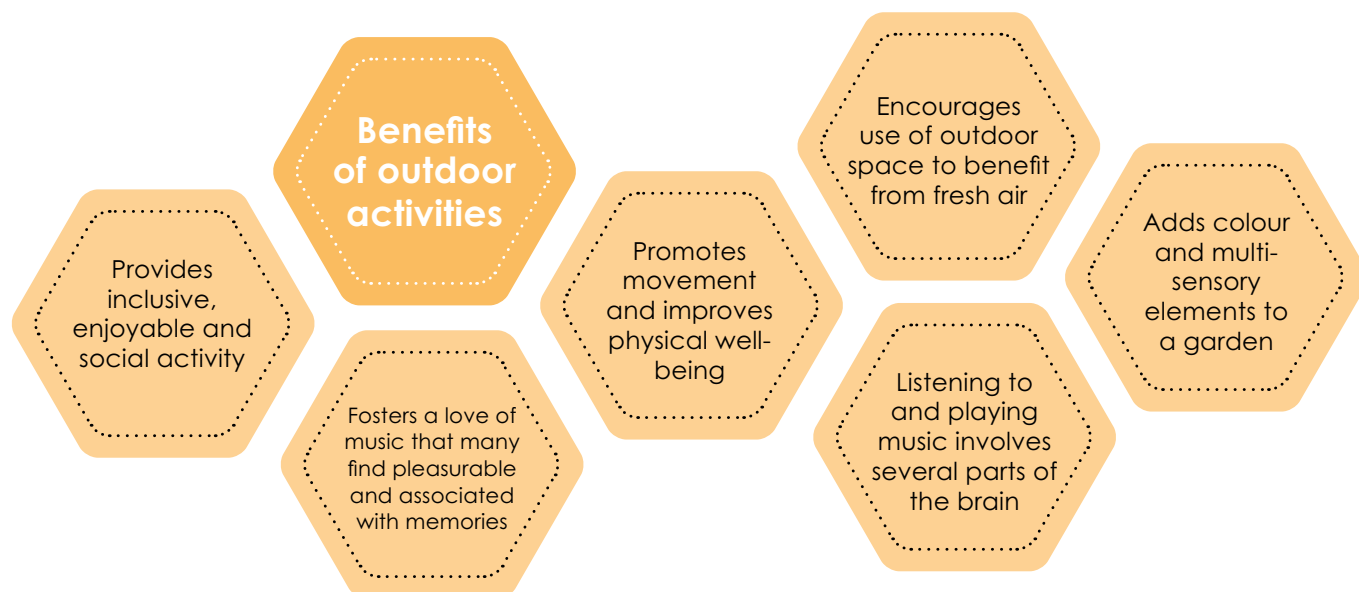 Benefits
of outdoor
activities
Provides
inclusive,
enjoyable and
social activity
Fosters a love of
music that many
find pleasurable
and associated
with memories
Promotes
movement
and improves
physical well-
being
Encourages
use of outdoor
space to benefit
from fresh air
Listening to
and playing
music involves
several parts of
the brain
Adds colour
and multi-
sensory
elements to
a garden